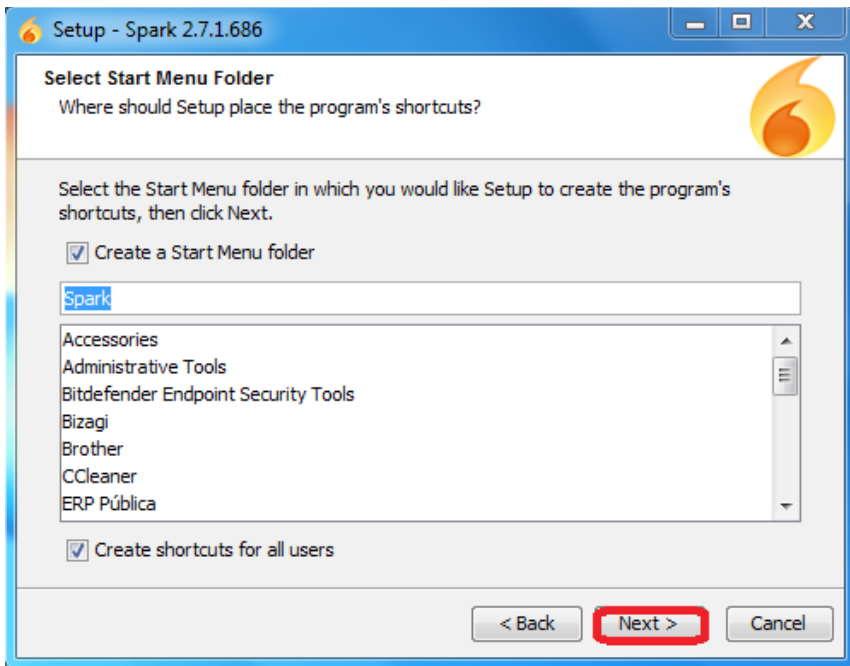 Setup - Spark 2.7.1.686
Select Start Menu Folder
Where should Setup place the program's shortcuts?
Select the Start Menu folder in which you would like Setup to create the program's
shortcuts, then click Next.
Create a Start Menu folder
Spark
Accessories
Administrative Tools
Bitdefender Endpoint Security Tools
Bizagi
Brother
CCleaner
ERP Pública
Create shortcuts for all users
< Back Next > Cancel